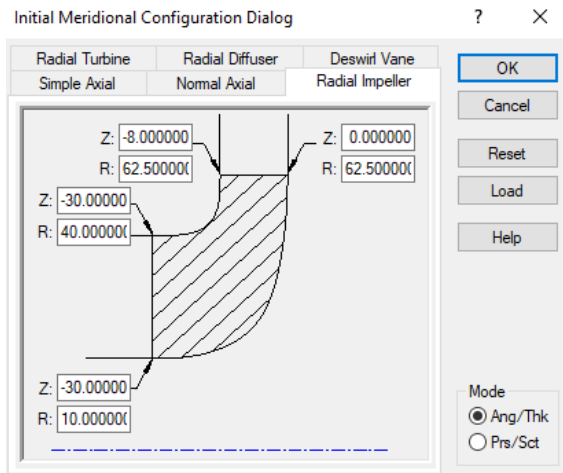 Initial Meridional Configuration Dialog ? ×
Radial Turbine Radial Diffuser Deswirl Vane
Simple Axial Normal Axial Radial Impeller
Z: -8.000000 Z: 0.000000
R: 62.50000( R: 62.50000(
Z: -30.00000
R: 40.00000(
Z: -30.00000
R: 10.00000(
OK
Cancel
Reset
Load
Help
Mode
Ang/Thk
Prs/Sct